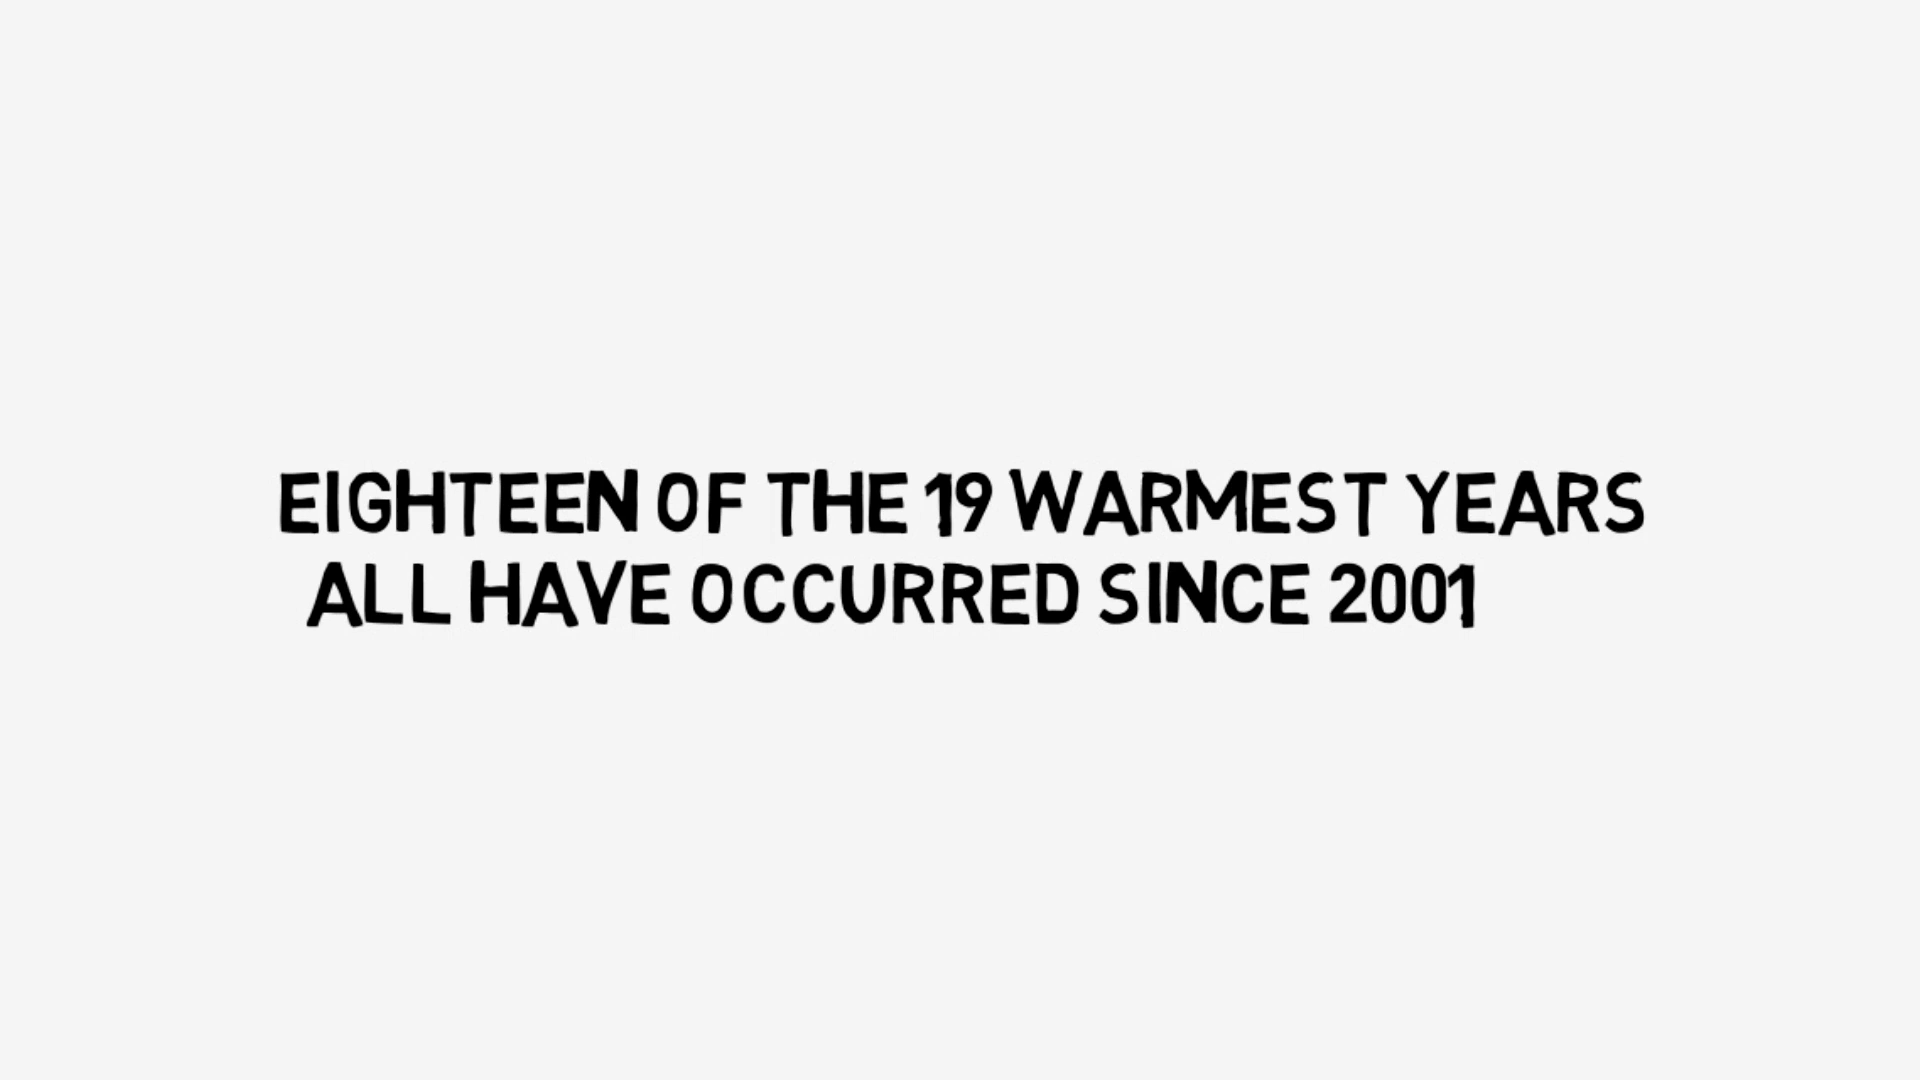 EIGHTEEN OF THE 19 WARMEST YEARS
ALL HAVE OCCURRED SINCE 2001